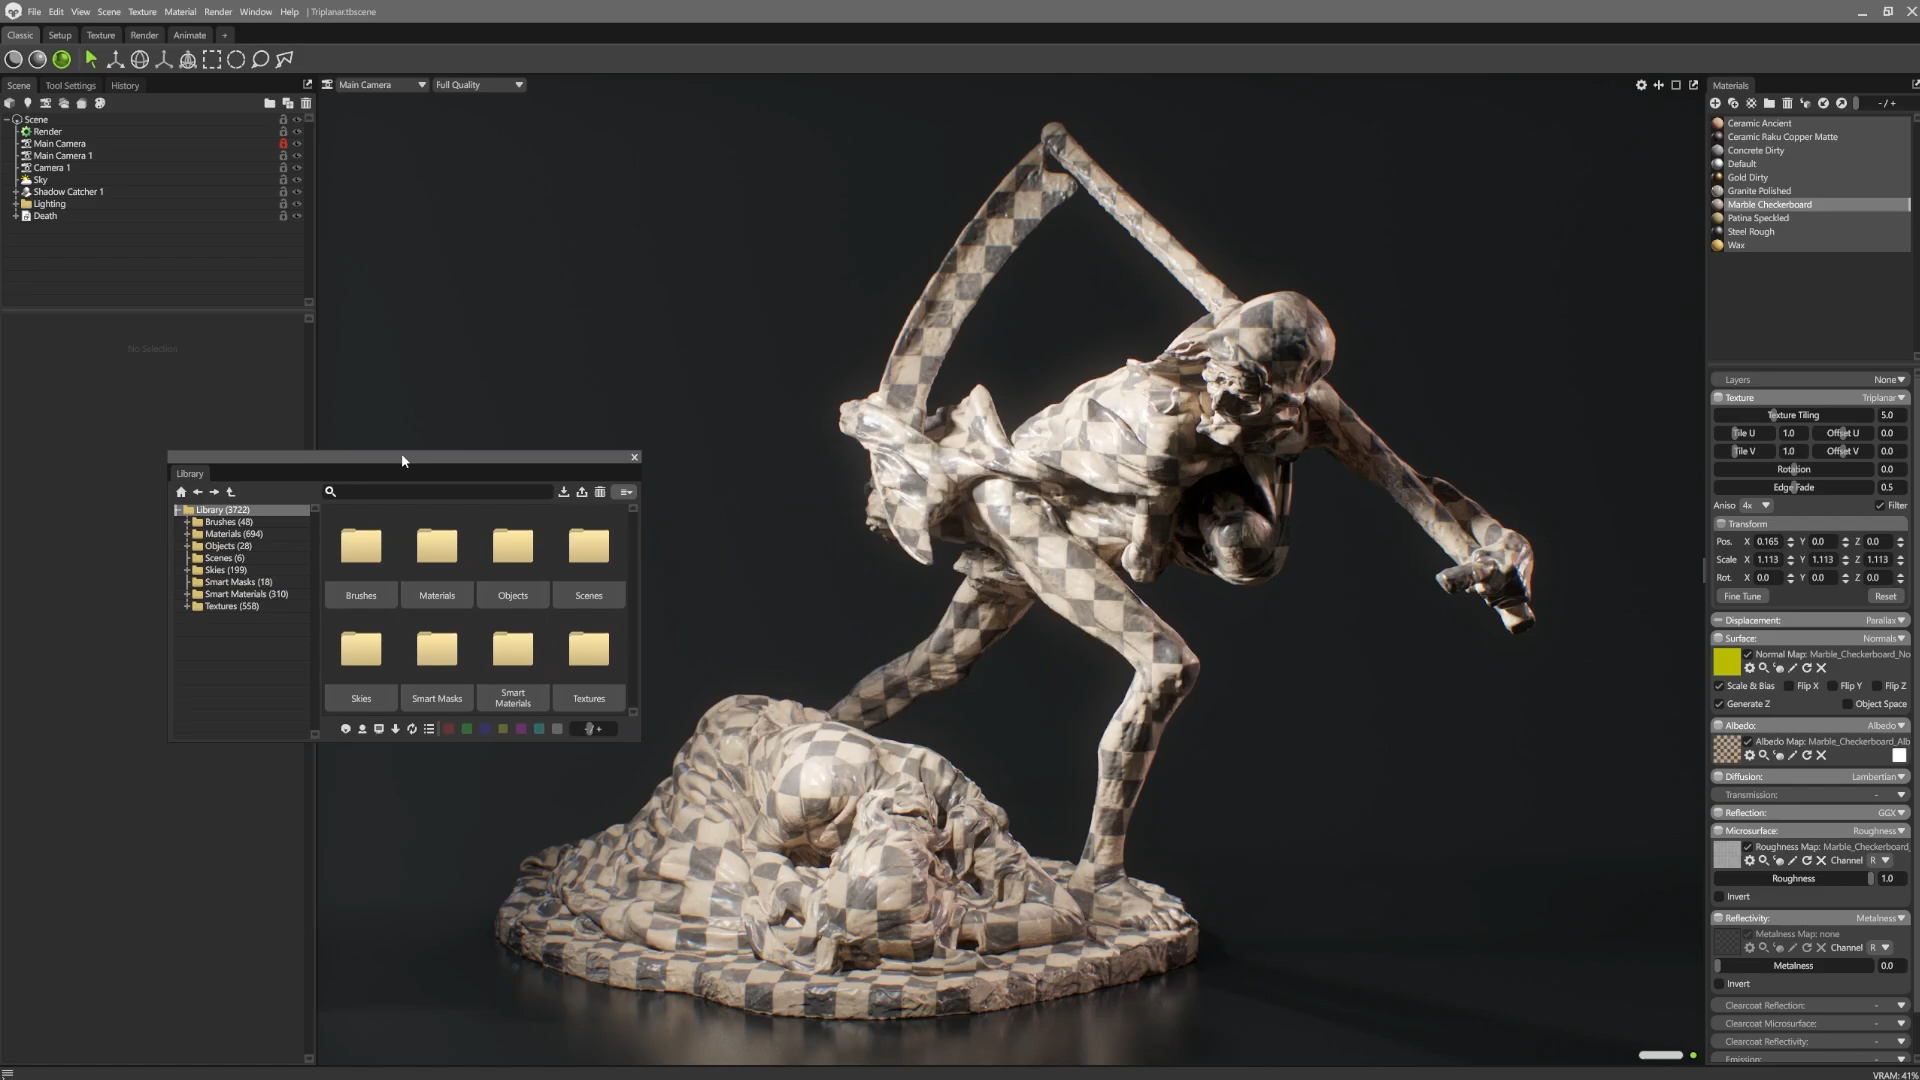 File Edit View Scene Texture Material Render Window Help | Triplanar.tbscene
Classic Setup Texture Render Animate +
Scene Tool Settings History
Main Camera Full Quality
Materials
- / +
Scene
Render
Main Camera
Main Camera 1
Camera 1
Sky
Shadow Catcher 1
Lighting
Death
No Selection
Library
Library (3722)
Brushes (48)
Materials (694)
Objects (28)
Scenes (6)
Skies (199)
Smart Masks (18)
Smart Materials (310)
Textures (558)
Brushes Materials Objects Scenes
Skies Smart Masks Smart Materials Textures
Ceramic Ancient
Ceramic Raku Copper Matte
Concrete Dirty
Default
Gold Dirty
Granite Polished
Marble Checkerboard
Patina Speckled
Steel Rough
Wax
Layers None
Texture Triplanar
Texture Tiling 5.0
Tile U 1.0 Offset U 0.0
Tile V 1.0 Offset V 0.0
Rotation 0.0
Edge Fade 0.5
Aniso 4x Filter
Transform
Pos. X 0.165 Y 0.0 Z 0.0
Scale X 1.113 Y 1.113 Z 1.113
Rot. X 0.0 Y 0.0 Z 0.0
Fine Tune Reset
Displacement: Parallax
Surface: Normals
Normal Map: Marble_Checkerboard_No
Scale & Bias Flip X Flip Y Flip Z
Generate Z Object Space
Albedo: Albedo
Albedo Map: Marble_Checkerboard_Alb
Diffusion: Lambertian
Transmission: -
Reflection: GGX
Microsurface: Roughness
Roughness Map: Marble_Checkerboard_
Channel R
Roughness 1.0
Invert
Reflectivity: Metalness
Metalness Map: none
Channel R
Metalness 0.0
Invert
Clearcoat Reflection: -
Clearcoat Microsurface: -
Clearcoat Reflectivity: -
Emission: -
VRAM: 41%